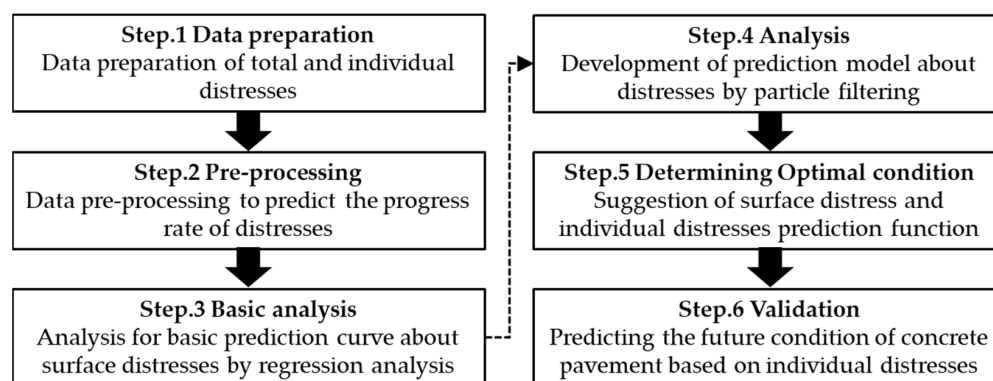 Step.1 Data preparation
Data preparation of total and individual
distresses
Step.2 Pre-processing
Data pre-processing to predict the progress
rate of distresses
Step.3 Basic analysis
Analysis for basic prediction curve about
surface distresses by regression analysis
Step.4 Analysis
Development of prediction model about
distresses by particle filtering
Step.5 Determining Optimal condition
Suggestion of surface distress and
individual distresses prediction function
Step.6 Validation
Predicting the future condition of concrete
pavement based on individual distresses